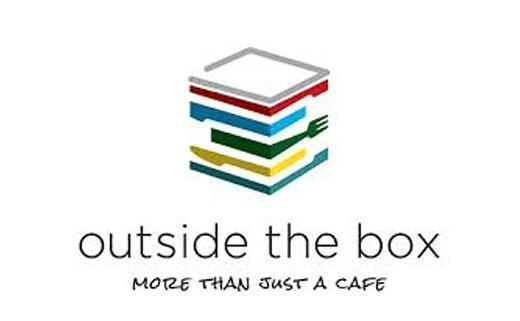 outside the box
MORE THAN JUST A CAFE